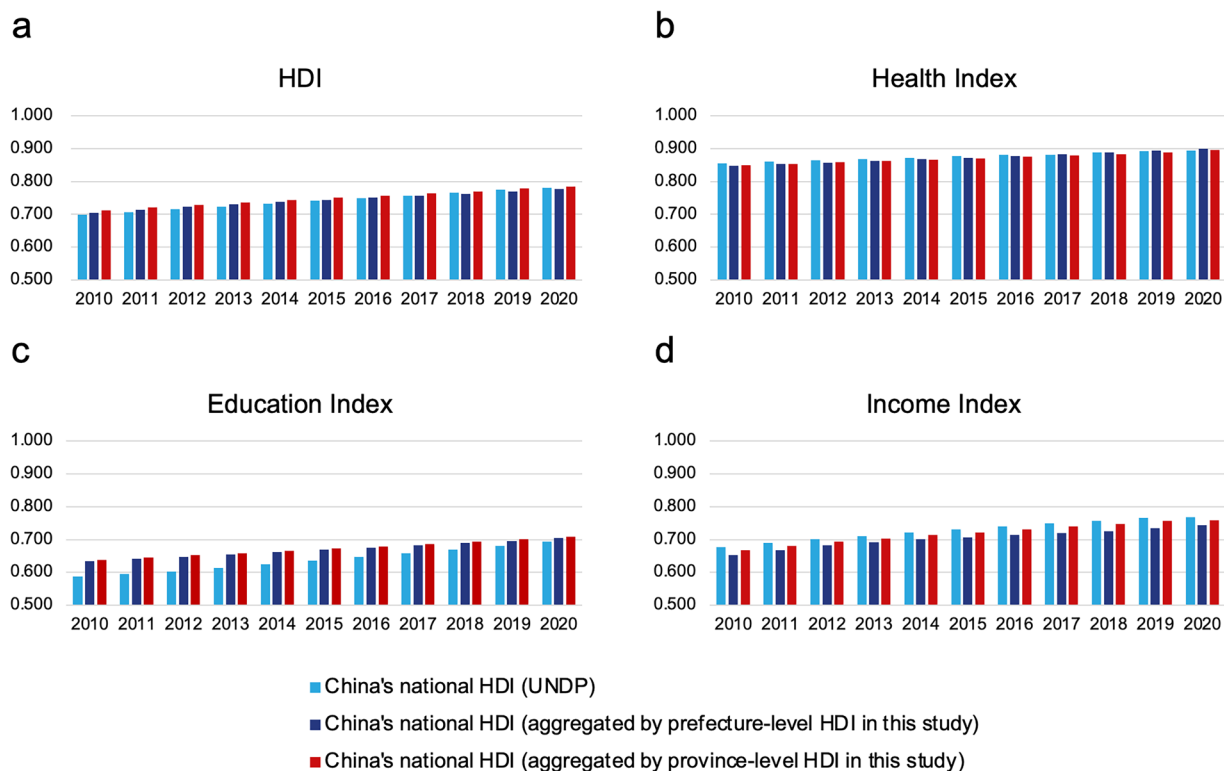 a
HDI
1.000
0.900
0.800
0.700
0.600
0.500
2010 2011 2012 2013 2014 2015 2016 2017 2018 2019 2020
b
Health Index
1.000
0.900
0.800
0.700
0.600
0.500
2010 2011 2012 2013 2014 2015 2016 2017 2018 2019 2020
c
Education Index
1.000
0.900
0.800
0.700
0.600
0.500
2010 2011 2012 2013 2014 2015 2016 2017 2018 2019 2020
d
Income Index
1.000
0.900
0.800
0.700
0.600
0.500
2010 2011 2012 2013 2014 2015 2016 2017 2018 2019 2020
China's national HDI (UNDP)
China's national HDI (aggregated by prefecture-level HDI in this study)
China's national HDI (aggregated by province-level HDI in this study)